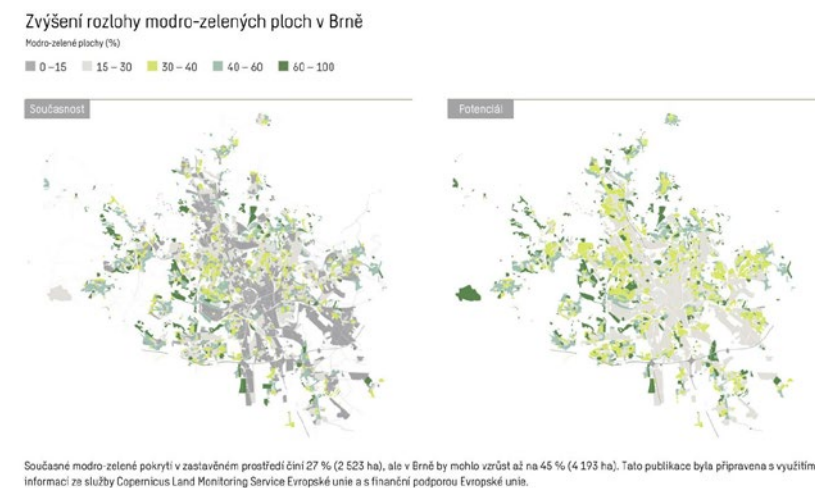 Zvýšení rozlohy modro-zelených ploch v Brně
Modro-zelené plochy (%)
0 – 15 15 – 30 30 – 40 40 – 60 60 – 100
Současnost Potenciál
Současné modro-zelené pokrytí v zastavěném prostředí činí 27 % (2 523 ha), ale v Brně by mohlo vzrůst až na 45 % (4 193 ha). Tato publikace byla připravena s využitím
informací ze služby Copernicus Land Monitoring Service Evropské unie a s finanční podporou Evropské unie.